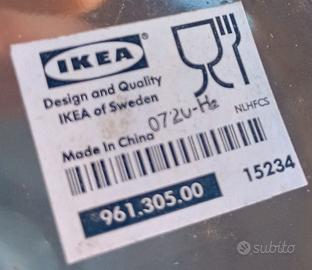 IKEA®
Design and Quality
IKEA of Sweden
0720-H2
NLHFCS
Made in China
15234
961.305.00
subito